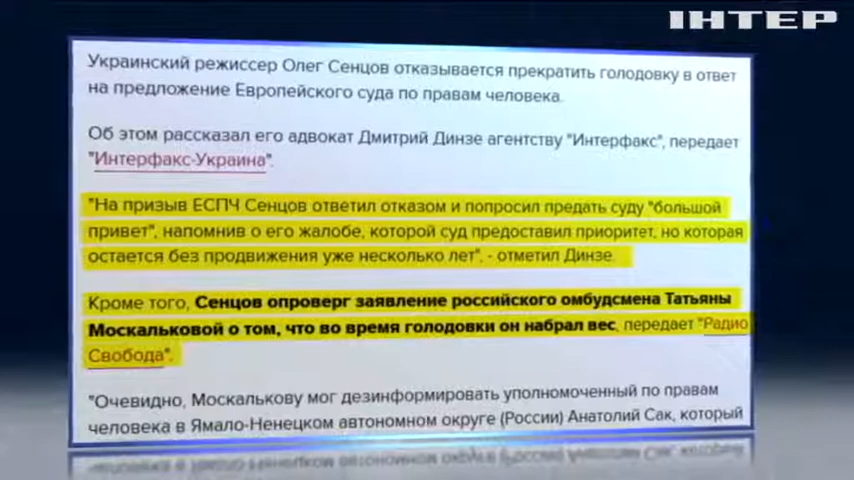 ІНТЕР
Украинский режиссер Олег Сенцов отказывается прекратить голодовку в ответ
на предложение Европейского суда по правам человека.
Об этом рассказал его адвокат Дмитрий Динзе агентству "Интерфакс", передает
"Интерфакс-Украина".
"На призыв ЕСПЧ Сенцов ответил отказом и попросил предать суду "большой
привет", напомнив о его жалобе, которой суд предоставил приоритет, но которая
остается без продвижения уже несколько лет". - отметил Динзе.
Кроме того, Сенцов опроверг заявление российского омбудсмена Татьяны
Москальковой о том, что во время голодовки он набрал вес, передает "Радио
Свобода".
"Очевидно, Москалькову мог дезинформировать уполномоченный по правам
человека в Ямало-Ненецком автономном округе (России) Анатолий Сак, который